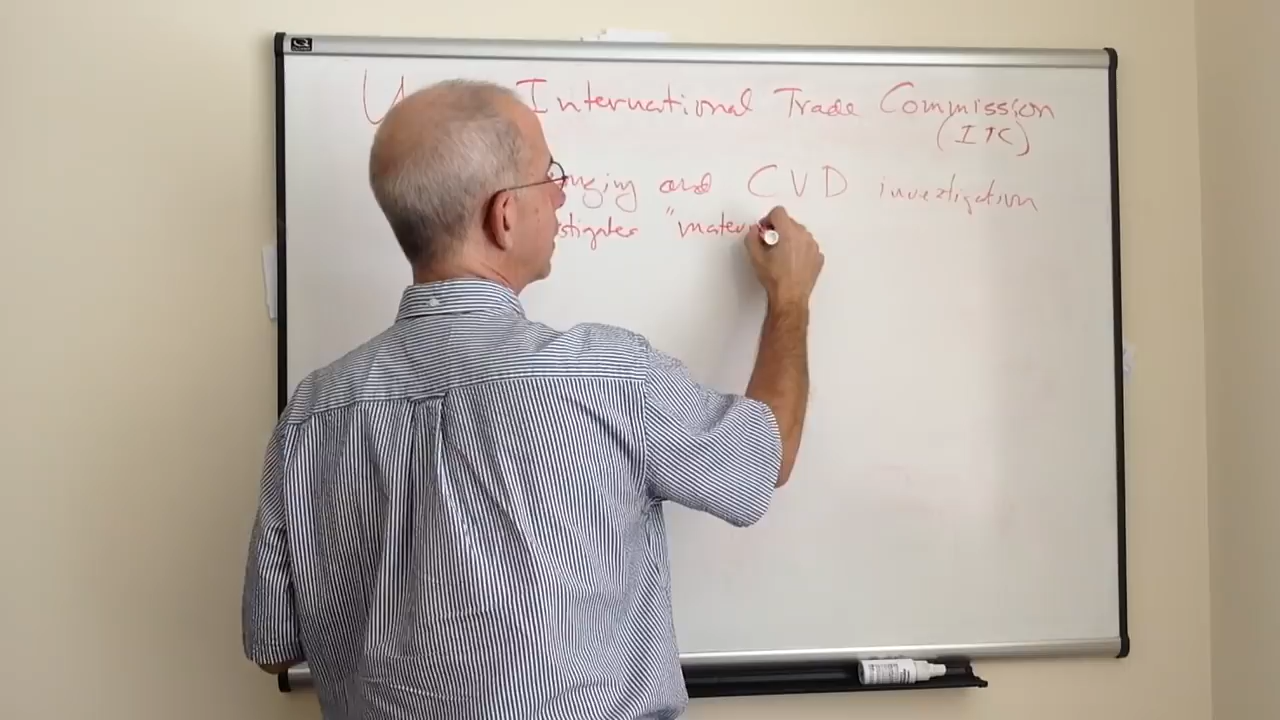 U International Trade Commission
(ITC)
and CVD investigation
"mater